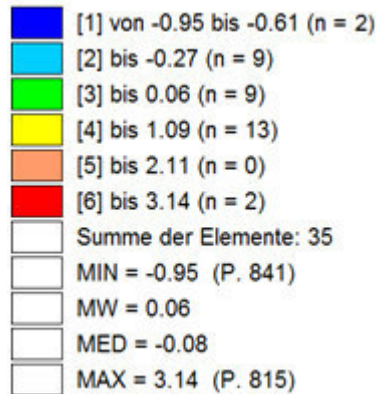 [1] von -0.95 bis -0.61 (n = 2)
[2] bis -0.27 (n = 9)
[3] bis 0.06 (n = 9)
[4] bis 1.09 (n = 13)
[5] bis 2.11 (n = 0)
[6] bis 3.14 (n = 2)
Summe der Elemente: 35
MIN = -0.95 (P. 841)
MW = 0.06
MED = -0.08
MAX = 3.14 (P. 815)